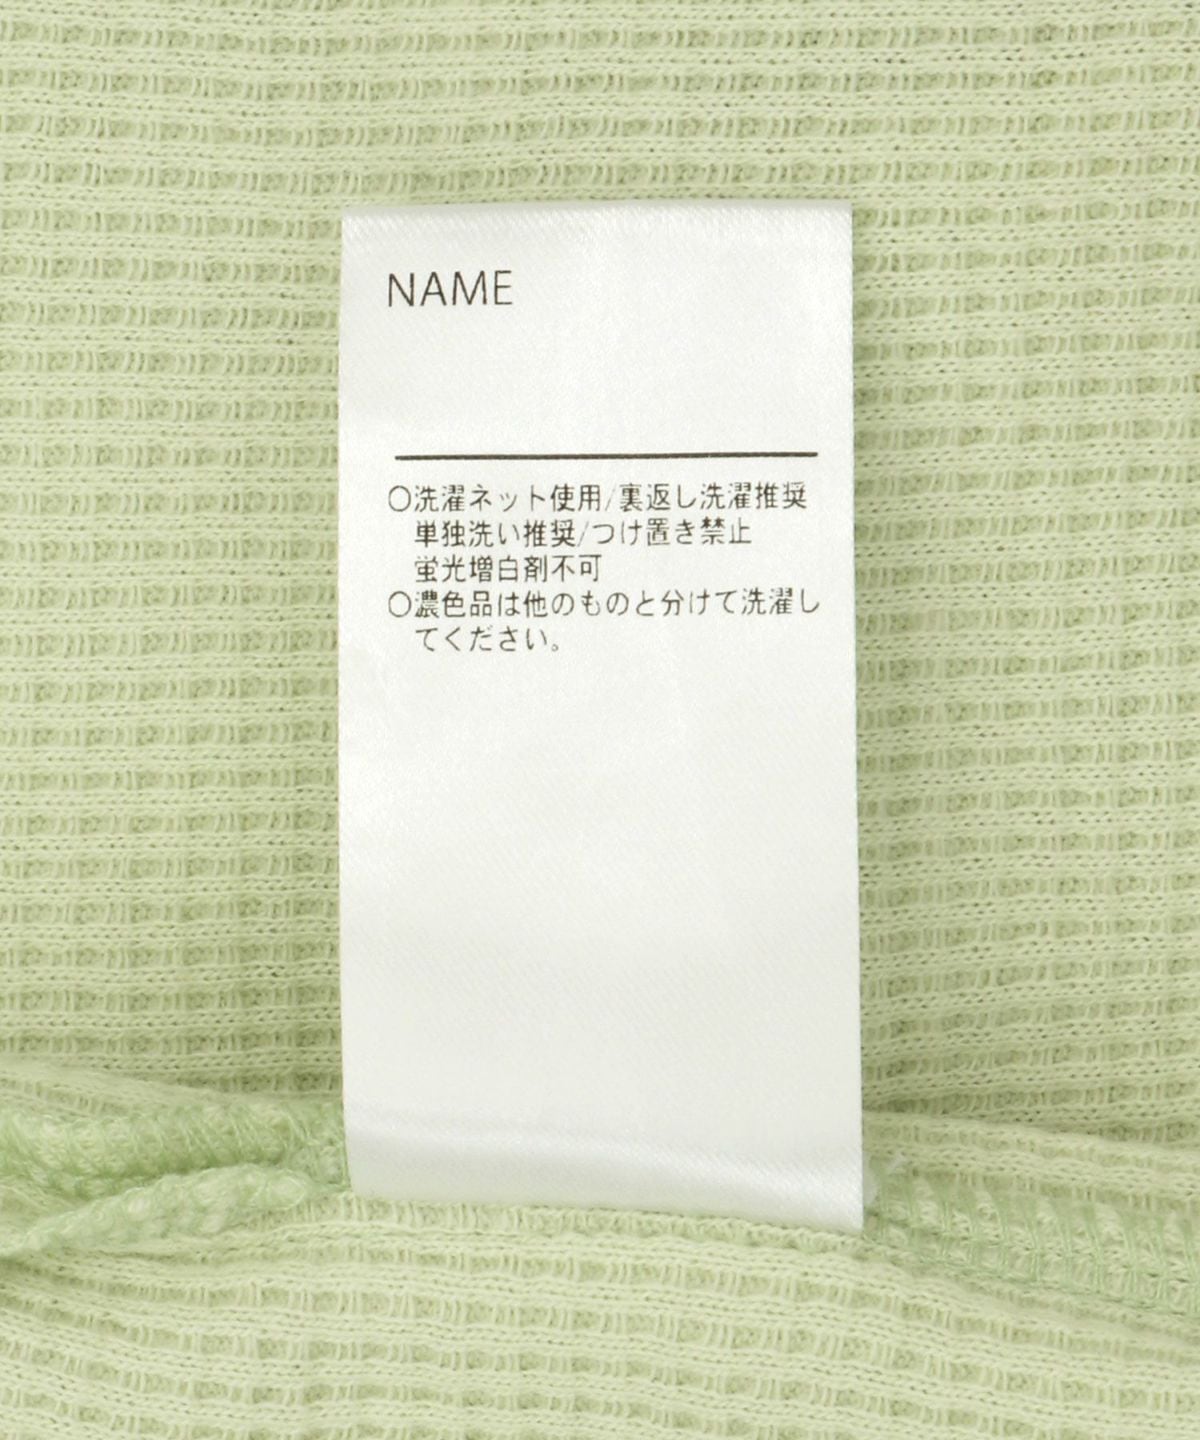 NAME
○洗濯ネット使用/裏返し洗濯推奨
単独洗い推奨/つけ置き禁止
蛍光増白剤不可
○濃色品は他のものと分けて洗濯し
てください。